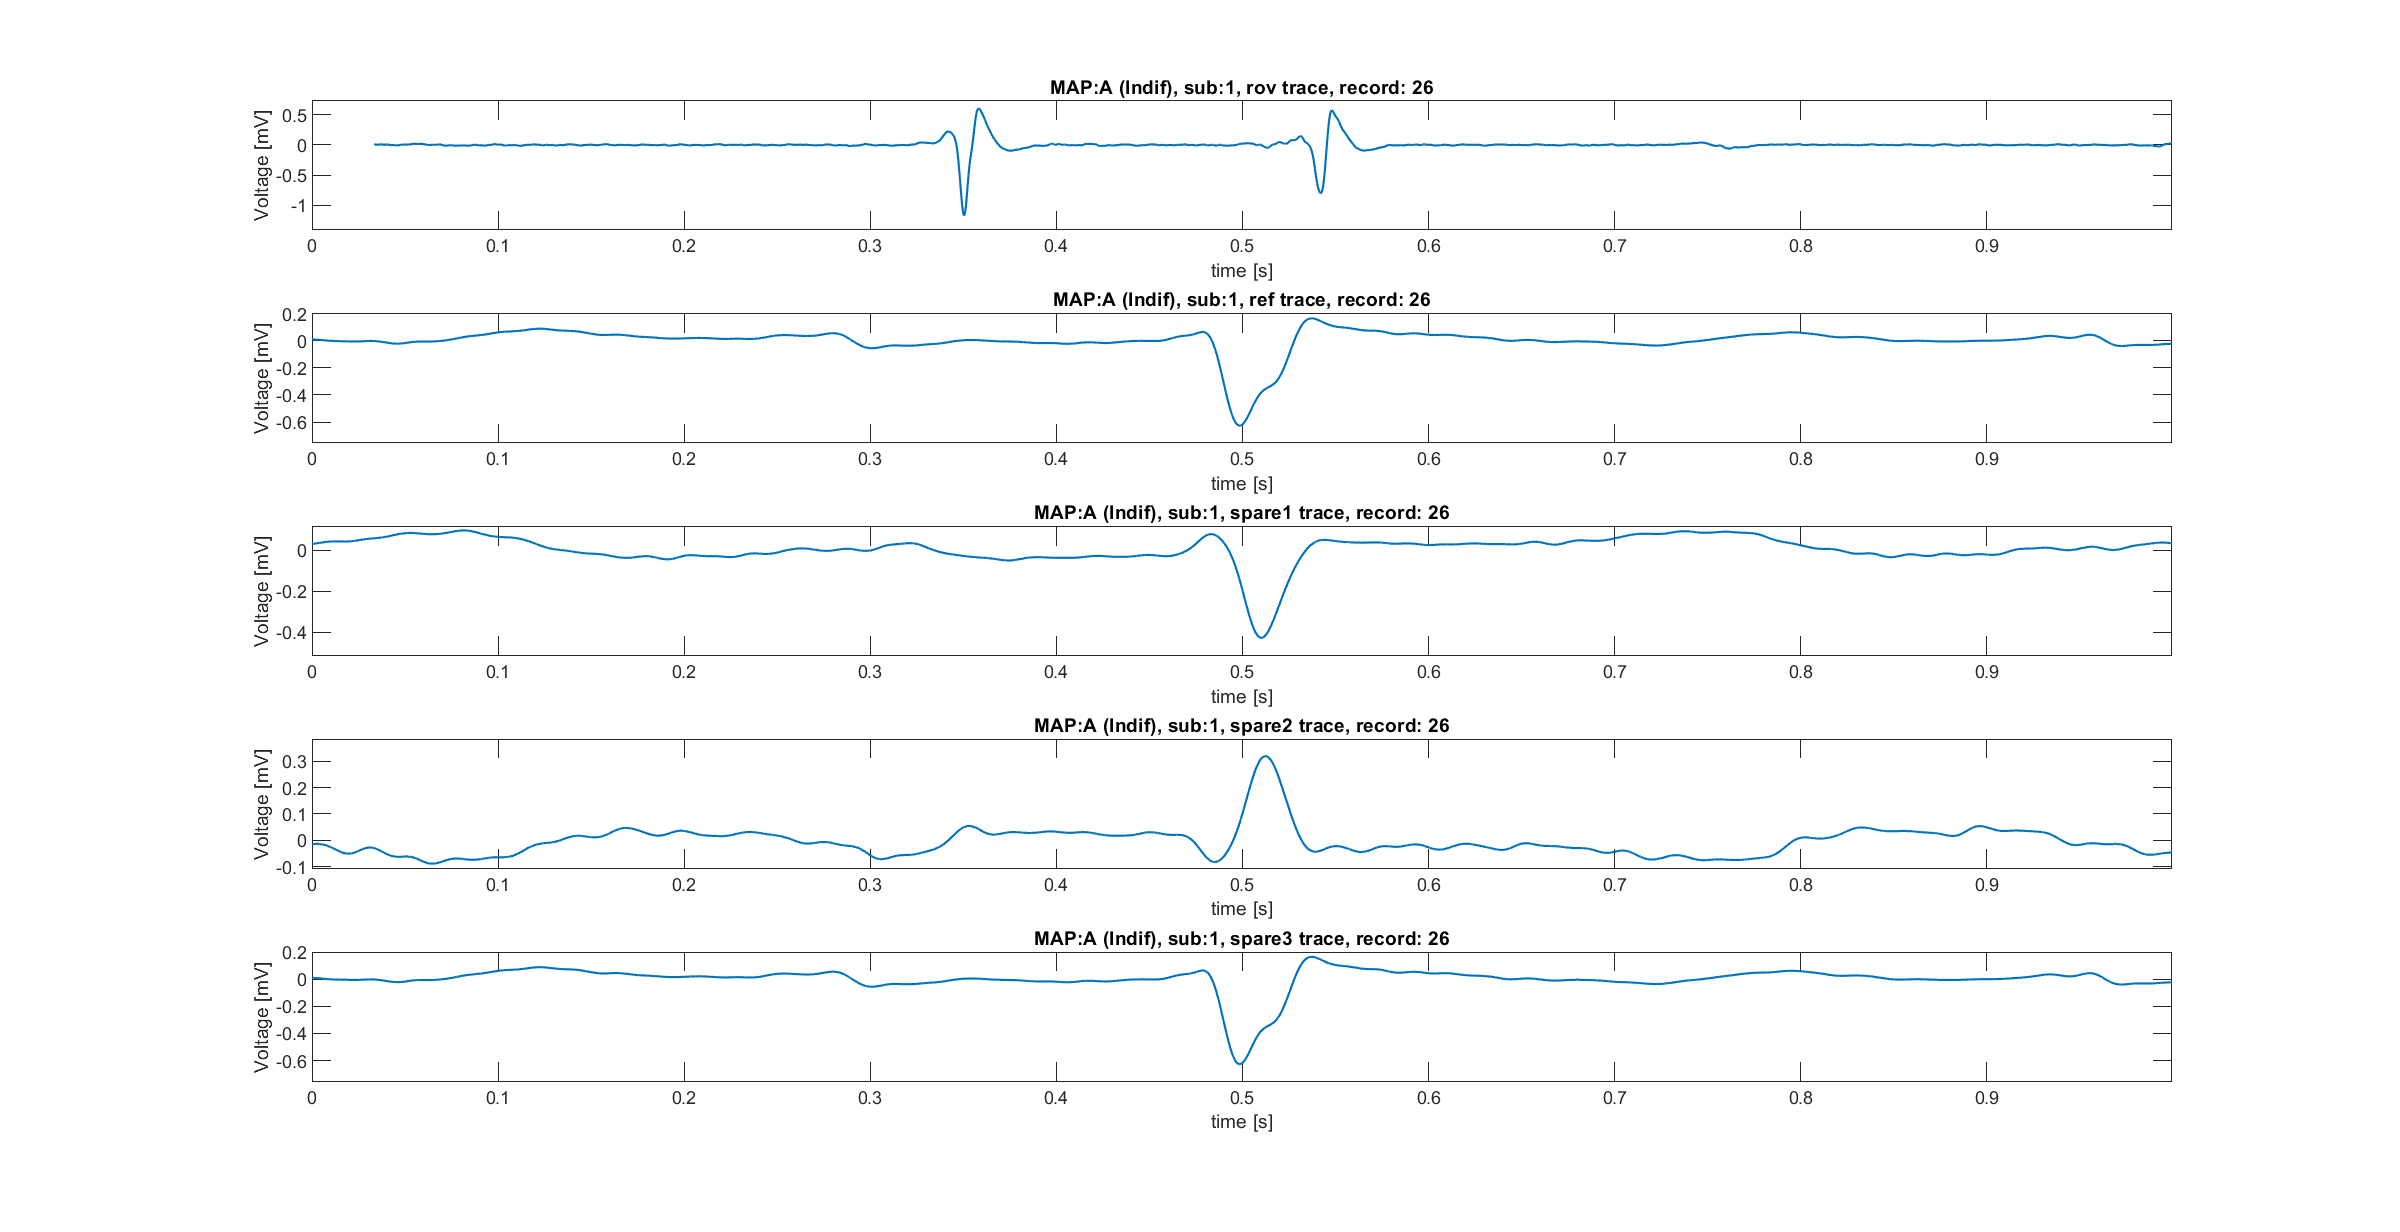 MAP:A (Indif), sub:1, rov trace, record: 26
Voltage [mV]
0.5
0
-0.5
-1
0 0.1 0.2 0.3 0.4 0.5 0.6 0.7 0.8 0.9
time [s]
MAP:A (Indif), sub:1, ref trace, record: 26
Voltage [mV]
0.2
0
-0.2
-0.4
-0.6
0 0.1 0.2 0.3 0.4 0.5 0.6 0.7 0.8 0.9
time [s]
MAP:A (Indif), sub:1, spare1 trace, record: 26
Voltage [mV]
0
-0.2
-0.4
0 0.1 0.2 0.3 0.4 0.5 0.6 0.7 0.8 0.9
time [s]
MAP:A (Indif), sub:1, spare2 trace, record: 26
Voltage [mV]
0.3
0.2
0.1
0
-0.1
0 0.1 0.2 0.3 0.4 0.5 0.6 0.7 0.8 0.9
time [s]
MAP:A (Indif), sub:1, spare3 trace, record: 26
Voltage [mV]
0.2
0
-0.2
-0.4
-0.6
0 0.1 0.2 0.3 0.4 0.5 0.6 0.7 0.8 0.9
time [s]